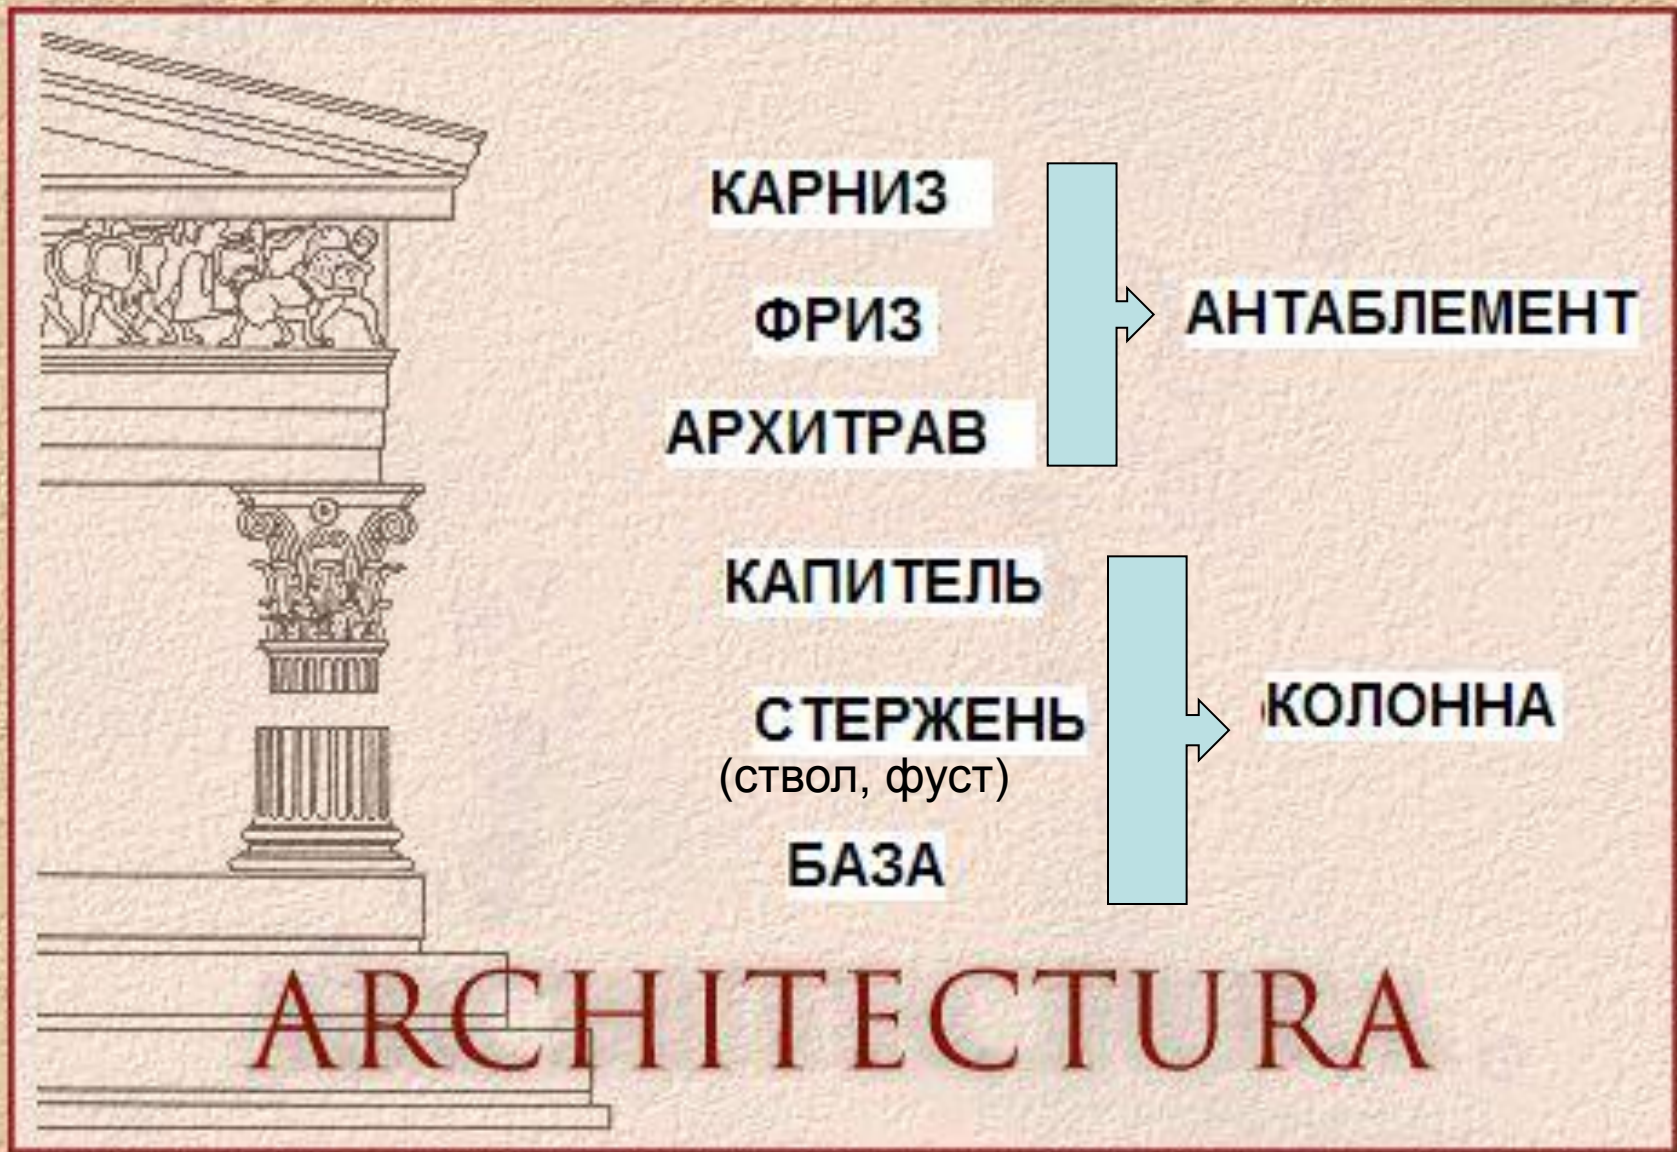 КАРНИЗ
ФРИЗ
АРХИТРАВ
АНТАБЛЕМЕНТ
КАПИТЕЛЬ
СТЕРЖЕНЬ
(ствол, фуст)
БАЗА
КОЛОННА
ARCHITECTURA